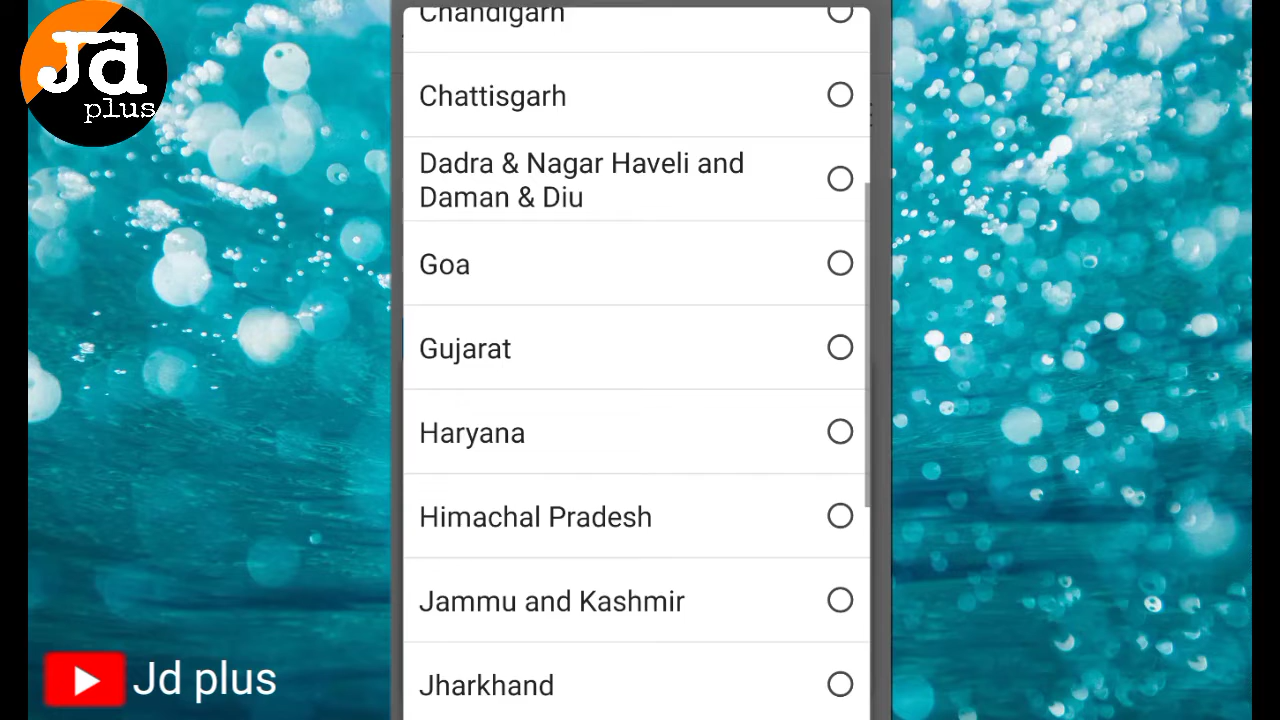 Jd
plus
Chandigarh
Chattisgarh
Dadra & Nagar Haveli and
Daman & Diu
Goa
Gujarat
Haryana
Himachal Pradesh
Jammu and Kashmir
Jharkhand
Jd plus